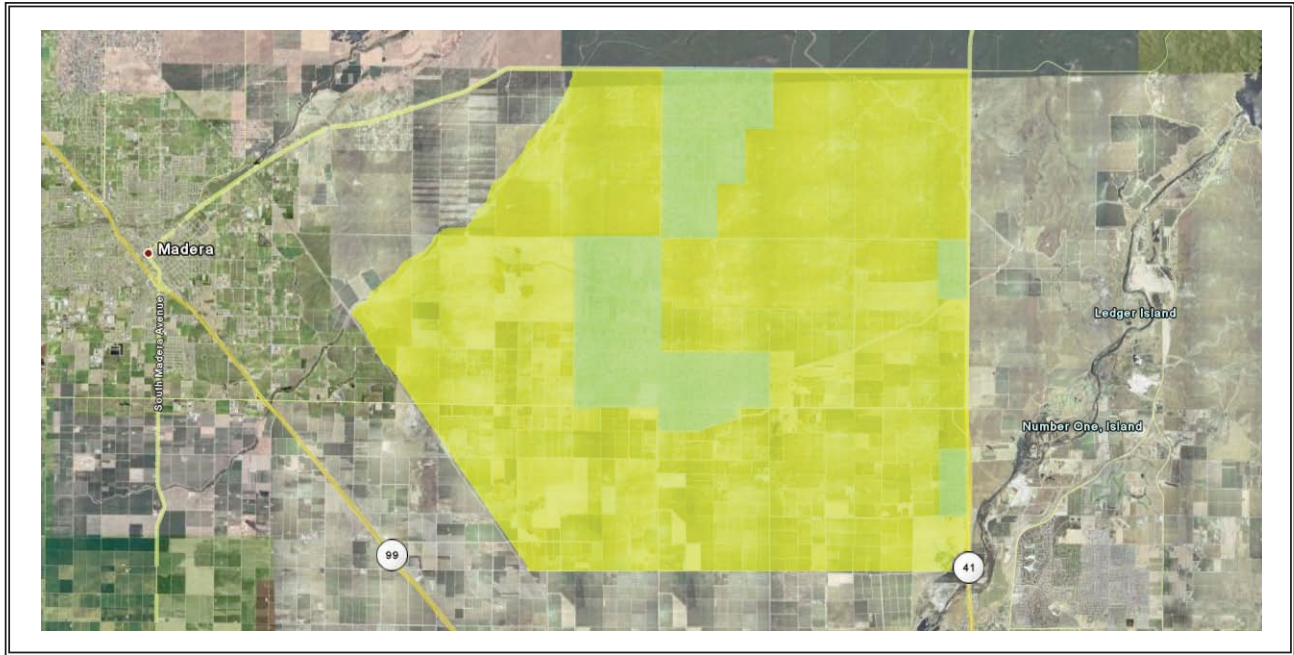 Madera
South Madera Avenue
Ledger Island
Number One, Island
99
41